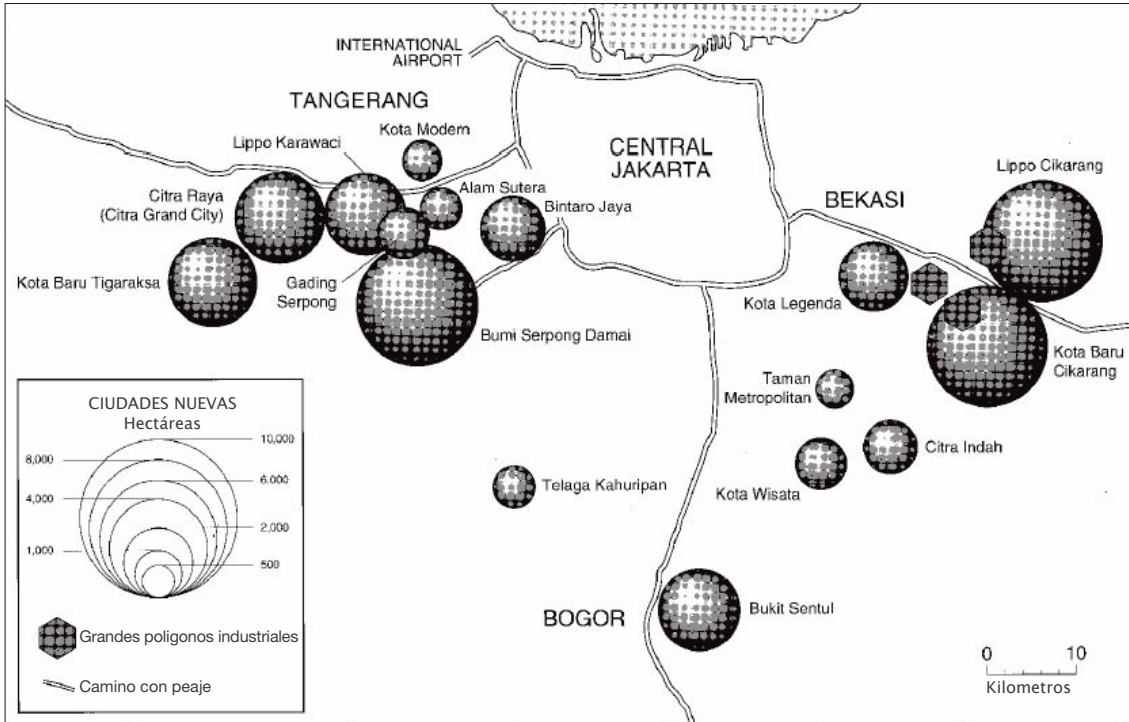 INTERNATIONAL
AIRPORT
TANGERANG
Kota Modern
Lippo Karawaci
CENTRAL
JAKARTA
Lippo Cikarang
Citra Raya
(Citra Grand City)
Alam Sutera
Bintaro Jaya
BEKASI
Kota Baru Tigaraksa
Gading
Serpong
Kota Legenda
Bumi Serpong Damai
Kota Baru
Cikarang
Taman
Metropolitan
Citra Indah
Telaga Kahuripan
Kota Wisata
BOGOR
Bukit Sentul
CIUDADES NUEVAS
Hectáreas
10,000
8,000
6.000
4,000
2,000
1,000
500
Grandes poligonos industriales
Camino con peaje
0 10
Kilometros